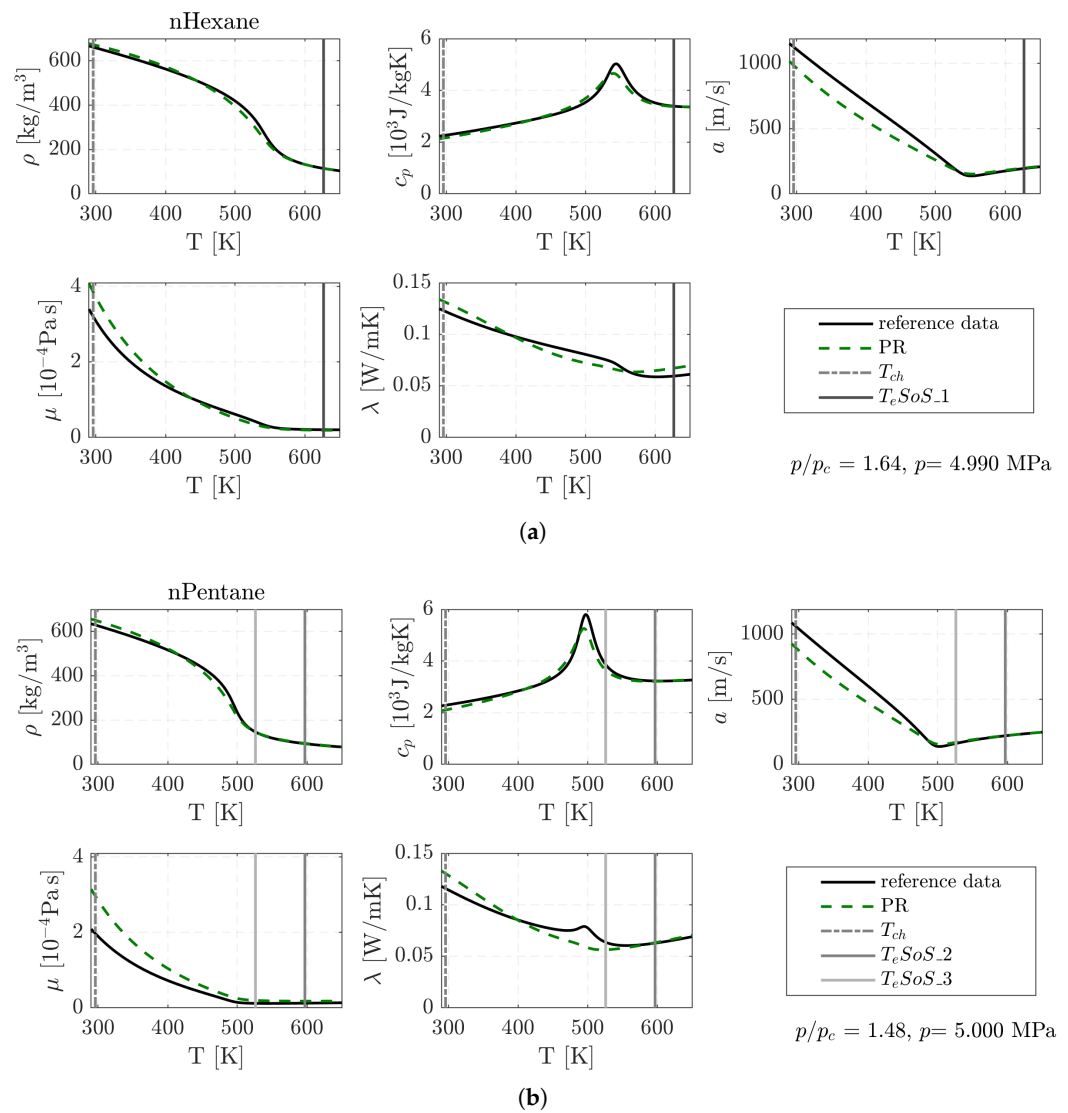 nHexane
600
400
200
0
ρ [kg/m³]
300 400 500 600
T [K]
6
4
2
0
c_p [10³J/kgK]
300 400 500 600
T [K]
1000
500
0
a [m/s]
300 400 500 600
T [K]
4
2
0
μ [10⁻⁴Pa s]
300 400 500 600
T [K]
0.15
0.1
0.05
0
λ [W/mK]
300 400 500 600
T [K]
reference data
PR
T_ch
T_eSoS_1
p/p_c = 1.64, p= 4.990 MPa
(a)
nPentane
600
400
200
0
ρ [kg/m³]
300 400 500 600
T [K]
6
4
2
0
c_p [10³J/kgK]
300 400 500 600
T [K]
1000
500
0
a [m/s]
300 400 500 600
T [K]
4
2
0
μ [10⁻⁴Pa s]
300 400 500 600
T [K]
0.15
0.1
0.05
0
λ [W/mK]
300 400 500 600
T [K]
reference data
PR
T_ch
T_eSoS_2
T_eSoS_3
p/p_c = 1.48, p= 5.000 MPa
(b)